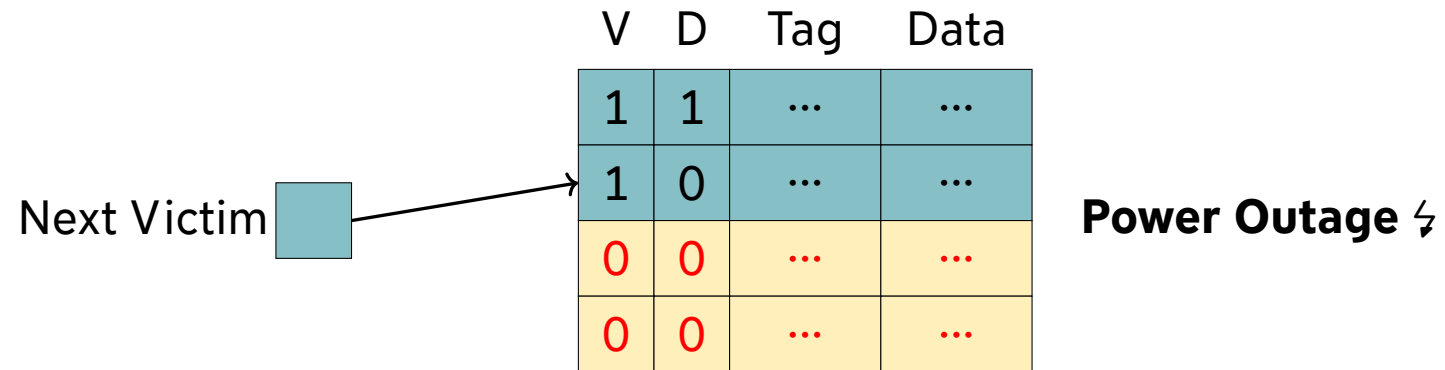 V D Tag Data
1 1 ... ...
1 0 ... ...
Next Victim
0 0 ... ...
0 0 ... ...
Power Outage